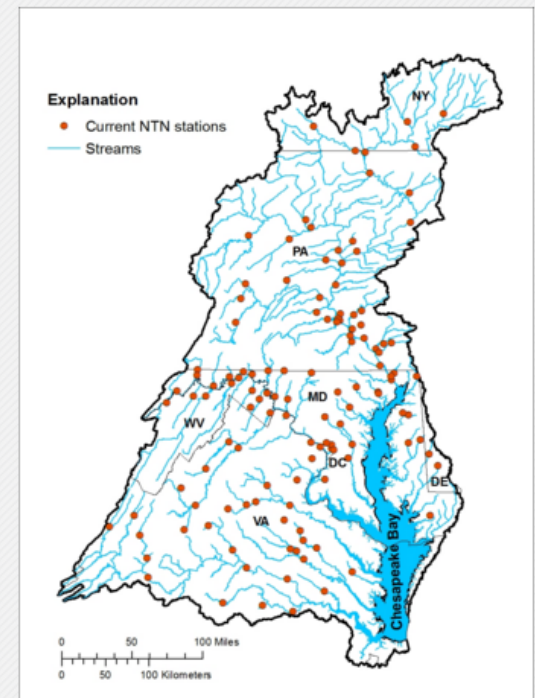 NY
Explanation
Current NTN stations
Streams
PA
MD
WV
DC
DE
VA
Chesapeake Bay
0 50 100 Miles
0 50 100 Kilometers